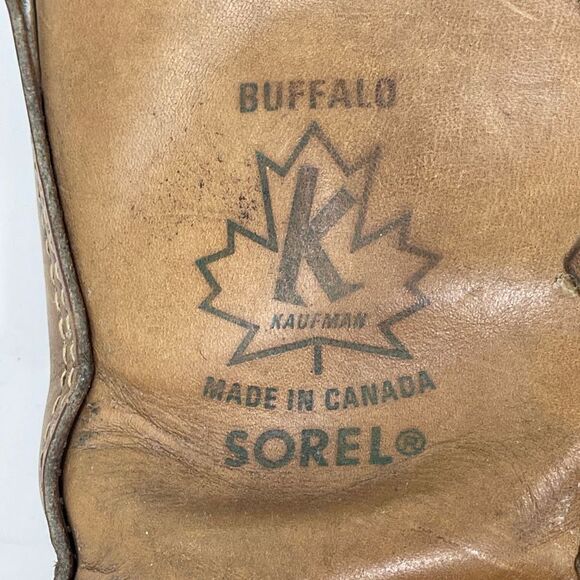 BUFFALO
K
KAUFMAN
MADE IN CANADA
SOREL®